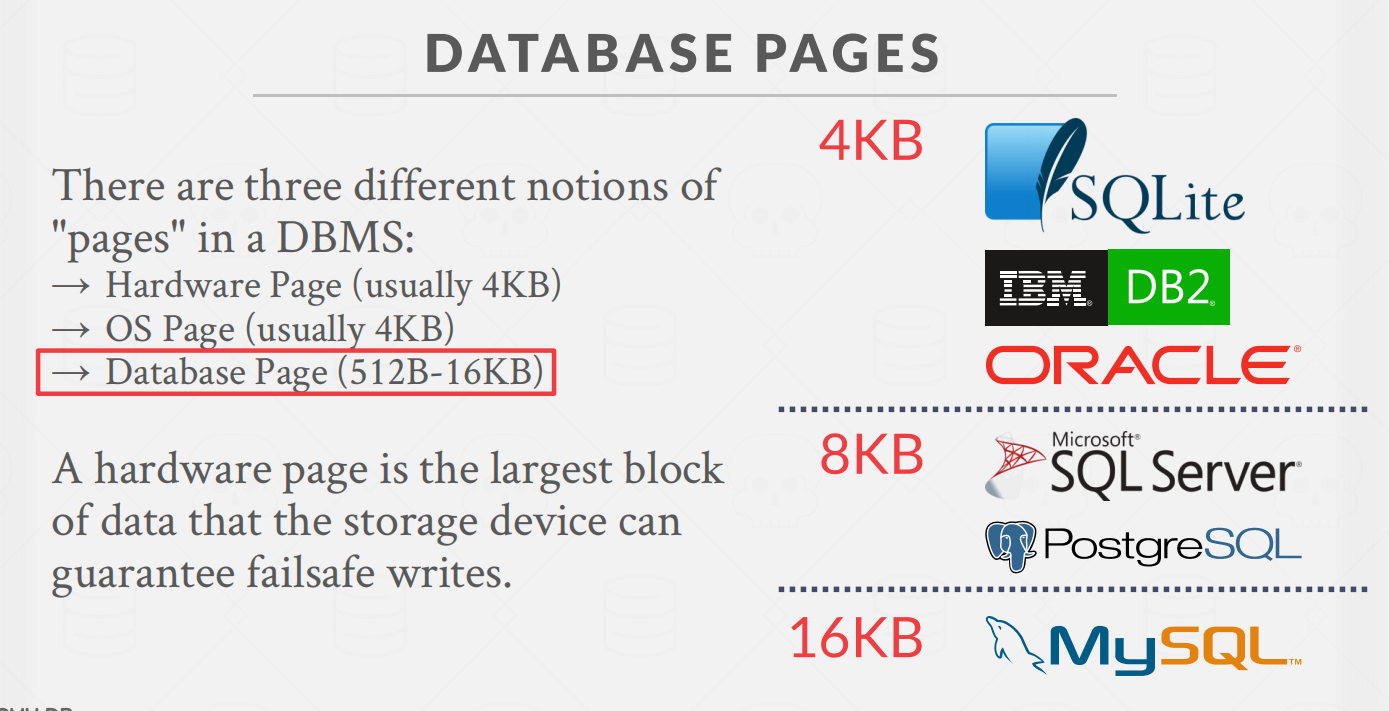 DATABASE PAGES
There are three different notions of
"pages" in a DBMS:
→ Hardware Page (usually 4KB)
→ OS Page (usually 4KB)
→ Database Page (512B-16KB)
A hardware page is the largest block
of data that the storage device can
guarantee failsafe writes.
4KB
SQLite
IBM® DB2®
ORACLE®
8KB
Microsoft®
SQL Server®
PostgreSQL
16KB
MySQL™